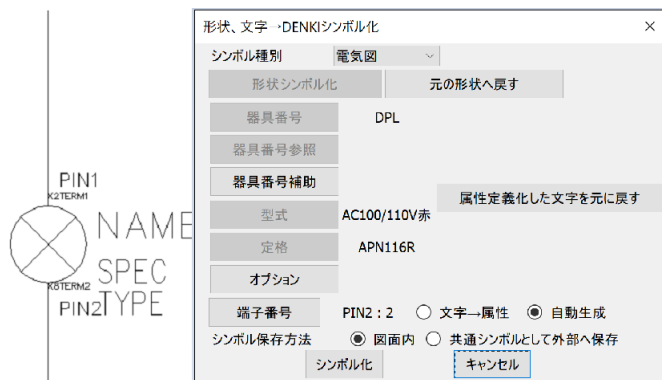 形状、文字→DENKIシンボル化
×
シンボル種別 電気図
形状シンボル化 元の形状へ戻す
器具番号 DPL
器具番号参照
器具番号補助
属性定義化した文字を元に戻す
型式 AC100/110V赤
定格 APN116R
オプション
端子番号 PIN2:2 文字→属性 自動生成
シンボル保存方法 図面内 共通シンボルとして外部へ保存
シンボル化 キャンセル
PIN1
X2TERM1
NAME
SPEC
X8TERM2
TYPE
PIN2